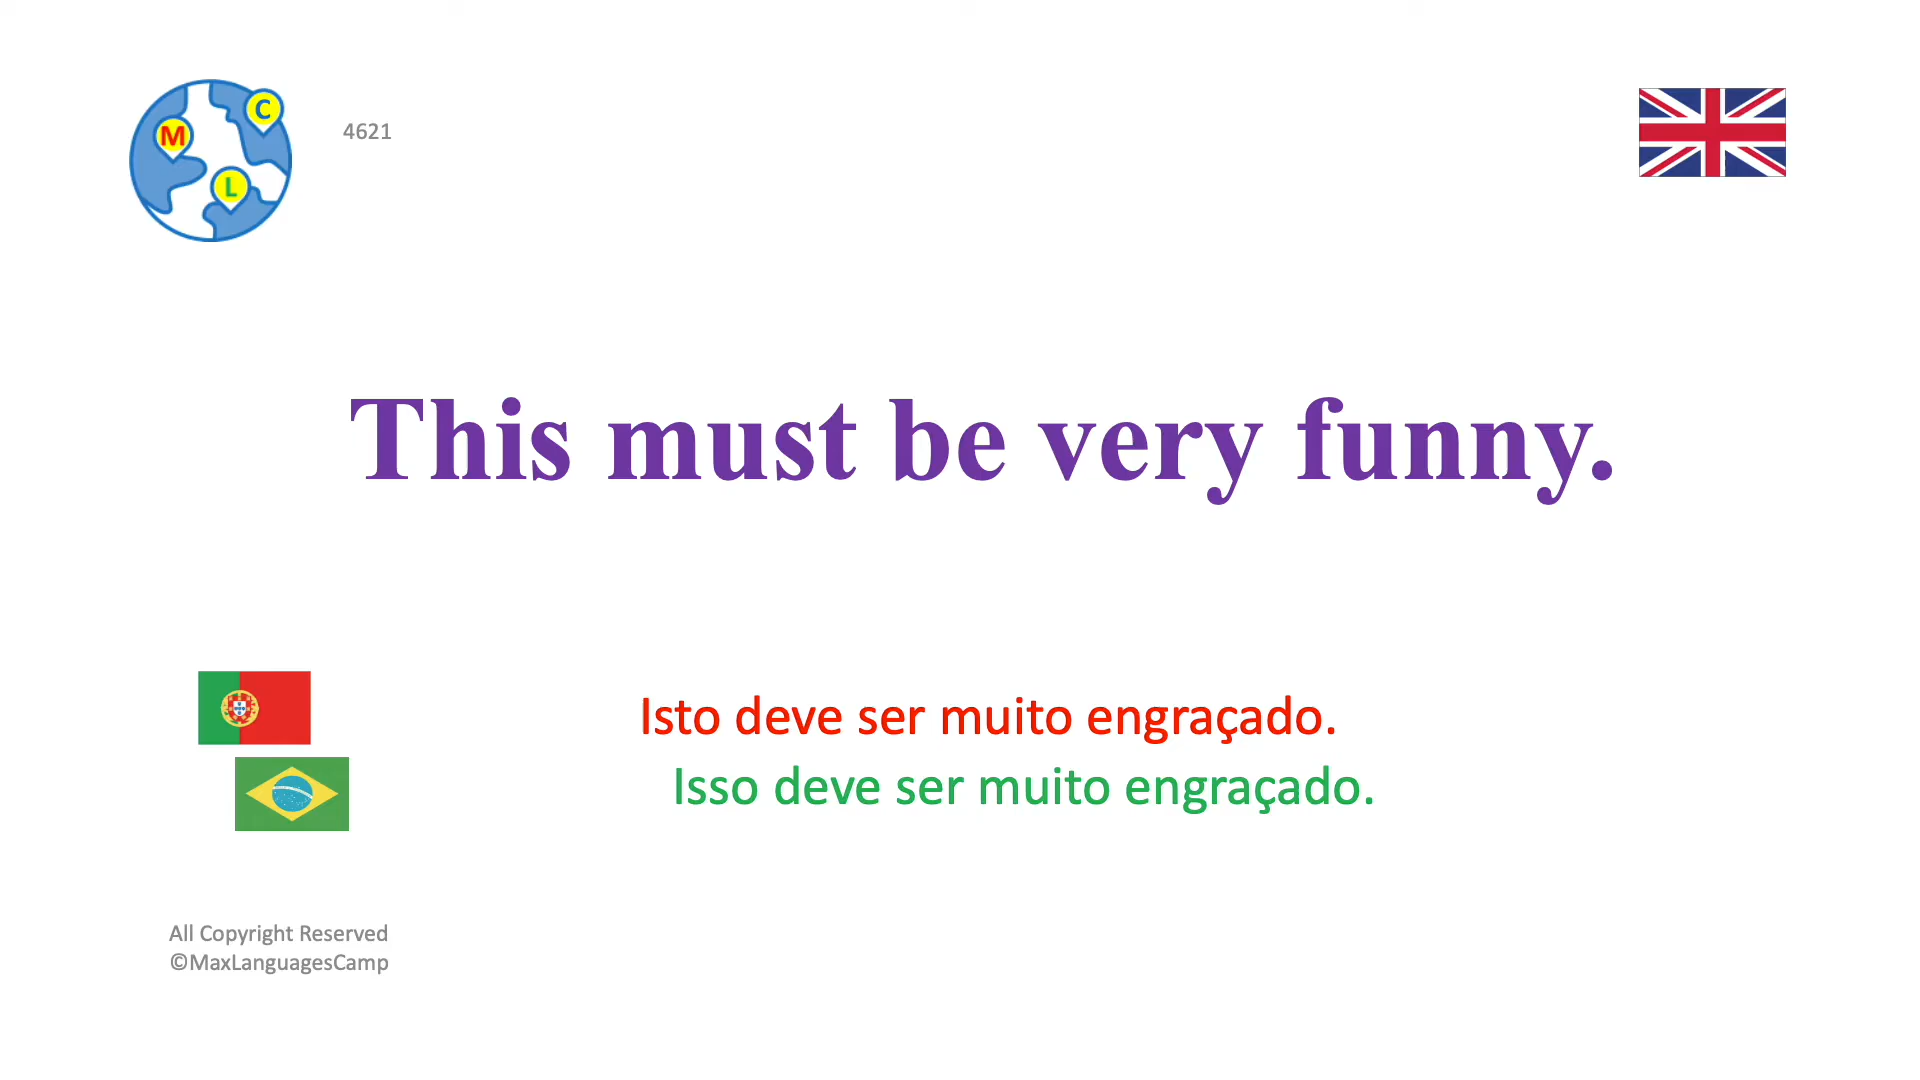 M
C
L
4621
This must be very funny.
Isto deve ser muito engraçado.
Isso deve ser muito engraçado.
All Copyright Reserved
©MaxLanguagesCamp